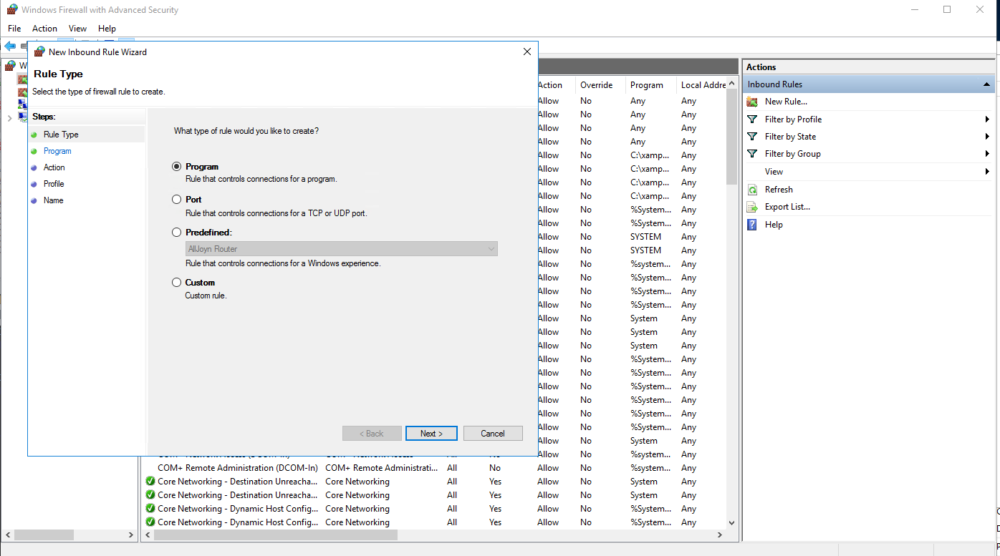 Windows Firewall with Advanced Security
File Action View Help
New Inbound Rule Wizard
Rule Type
Select the type of firewall rule to create.
Steps:
Rule Type
Program
Action
Profile
Name
What type of rule would you like to create?
Program
Rule that controls connections for a program.
Port
Rule that controls connections for a TCP or UDP port.
Predefined:
AllJoyn Router
Rule that controls connections for a Windows experience.
Custom
Custom rule.
< Back Next > Cancel
Action Override Program Local Addre
Allow No Any Any
Allow No Any Any
Allow No Any Any
Allow No Any Any
Allow No C:\xamp... Any
Allow No C:\xamp... Any
Allow No C:\xamp... Any
Allow No C:\xamp... Any
Allow No %System... Any
Allow No %System... Any
Allow No SYSTEM Any
Allow No SYSTEM Any
Allow No %system... Any
Allow No %System... Any
Allow No %System... Any
Allow No %System... Any
Allow No System Any
Allow No System Any
Allow No System Any
Allow No %System... Any
Allow No %System... Any
Allow No %System... Any
Allow No %System... Any
Allow No %System... Any
Allow No %System... Any
Allow No System Any
COM+ Network Access (DCOM-In) COM+ Network Access All No Allow No %system... Any
COM+ Remote Administration (DCOM-In) COM+ Remote Administrati... All No Allow No %system... Any
Core Networking - Destination Unreacha... Core Networking All Yes Allow No System Any
Core Networking - Destination Unreacha... Core Networking All Yes Allow No System Any
Core Networking - Dynamic Host Config... Core Networking All Yes Allow No %System... Any
Core Networking - Dynamic Host Config... Core Networking All Yes Allow No %System... Any
Actions
Inbound Rules
New Rule...
Filter by Profile
Filter by State
Filter by Group
View
Refresh
Export List...
Help